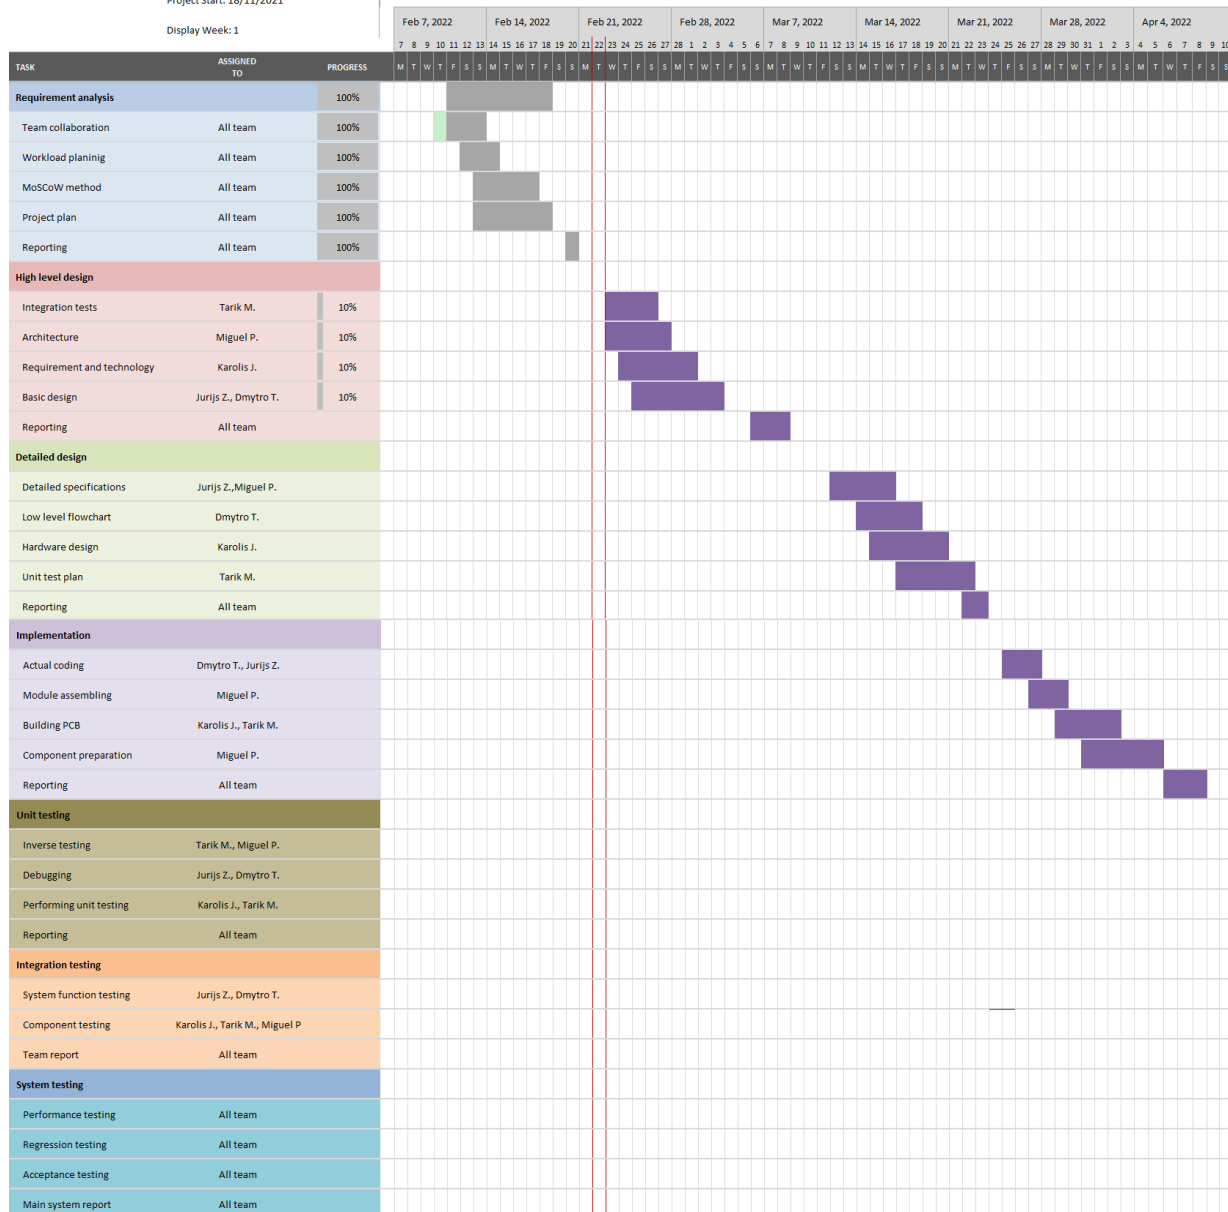 Project Start: 18/11/2021
Display Week: 1
Feb 7, 2022 Feb 14, 2022 Feb 21, 2022 Feb 28, 2022 Mar 7, 2022 Mar 14, 2022 Mar 21, 2022 Mar 28, 2022 Apr 4, 2022
7 8 9 10 11 12 13 14 15 16 17 18 19 20 21 22 23 24 25 26 27 28 1 2 3 4 5 6 7 8 9 10 11 12 13 14 15 16 17 18 19 20 21 22 23 24 25 26 27 28 29 30 31 1 2 3 4 5 6 7 8 9 10
TASK ASSIGNED TO PROGRESS M T W T F S S M T W T F S S M T W T F S S M T W T F S S M T W T F S S M T W T F S S M T W T F S S M T W T F S S M T W T F S S
Requirement analysis 100%
Team collaboration All team 100%
Workload planinig All team 100%
MoSCoW method All team 100%
Project plan All team 100%
Reporting All team 100%
High level design
Integration tests Tarik M. 10%
Architecture Miguel P. 10%
Requirement and technology Karolis J. 10%
Basic design Jurijs Z., Dmytro T. 10%
Reporting All team
Detailed design
Detailed specifications Jurijs Z.,Miguel P.
Low level flowchart Dmytro T.
Hardware design Karolis J.
Unit test plan Tarik M.
Reporting All team
Implementation
Actual coding Dmytro T., Jurijs Z.
Module assembling Miguel P.
Building PCB Karolis J., Tarik M.
Component preparation Miguel P.
Reporting All team
Unit testing
Inverse testing Tarik M., Miguel P.
Debugging Jurijs Z., Dmytro T.
Performing unit testing Karolis J., Tarik M.
Reporting All team
Integration testing
System function testing Jurijs Z., Dmytro T.
Component testing Karolis J., Tarik M., Miguel P
Team report All team
System testing
Performance testing All team
Regression testing All team
Acceptance testing All team
Main system report All team